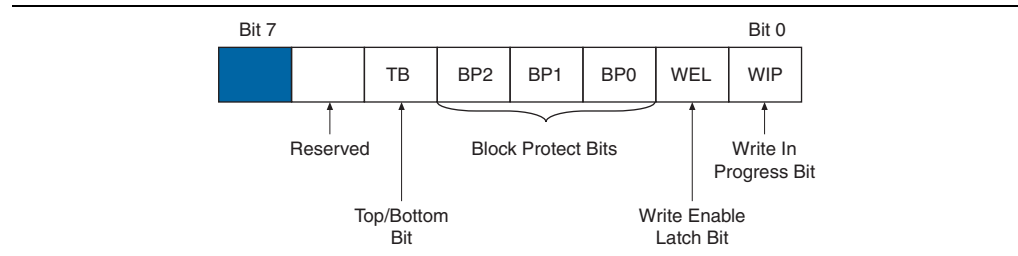 Bit 7
Bit 0
TB
BP2
BP1
BP0
WEL
WIP
Reserved
Block Protect Bits
Write In
Progress Bit
Top/Bottom
Bit
Write Enable
Latch Bit